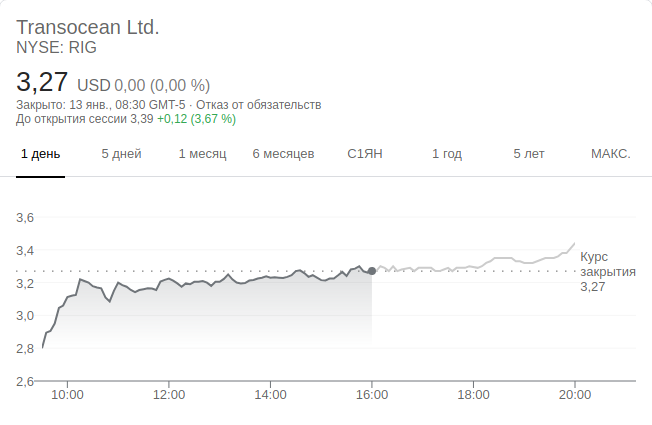 Transocean Ltd.
NYSE: RIG
3,27 USD 0,00 (0,00 %)
Закрыто: 13 янв., 08:30 GMT-5 · Отказ от обязательств
До открытия сессии 3,39 +0,12 (3,67 %)
1 день 5 дней 1 месяц 6 месяцев С1ЯН 1 год 5 лет МАКС.
3,6
3,4
Курс
закрытия
3,27
3,2
3,0
2,8
2,6
10:00 12:00 14:00 16:00 18:00 20:00